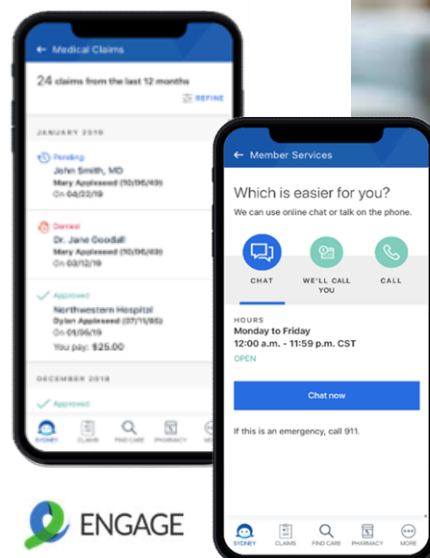 Medical Claims
24 claims from the last 12 months
REFINE
JANUARY 2019
Pending
John Smith, MD
Mary Appleseed (10/06/49)
On 04/22/19
Denied
Dr. Jane Goodall
Mary Appleseed (10/06/49)
On 03/12/19
Approved
Northwestern Hospital
Dylan Appleseed (07/11/85)
On 01/06/19
You pay: $25.00
DECEMBER 2018
Approved
SYDNEY CLAIMS FIND CARE PHARMACY
Member Services
Which is easier for you?
We can use online chat or talk on the phone.
CHAT
WE'LL CALL
YOU
CALL
HOURS
Monday to Friday
12:00 a.m. - 11:59 p.m. CST
OPEN
Chat now
If this is an emergency, call 911.
SYDNEY CLAIMS FIND CARE PHARMACY MORE
ENGAGE